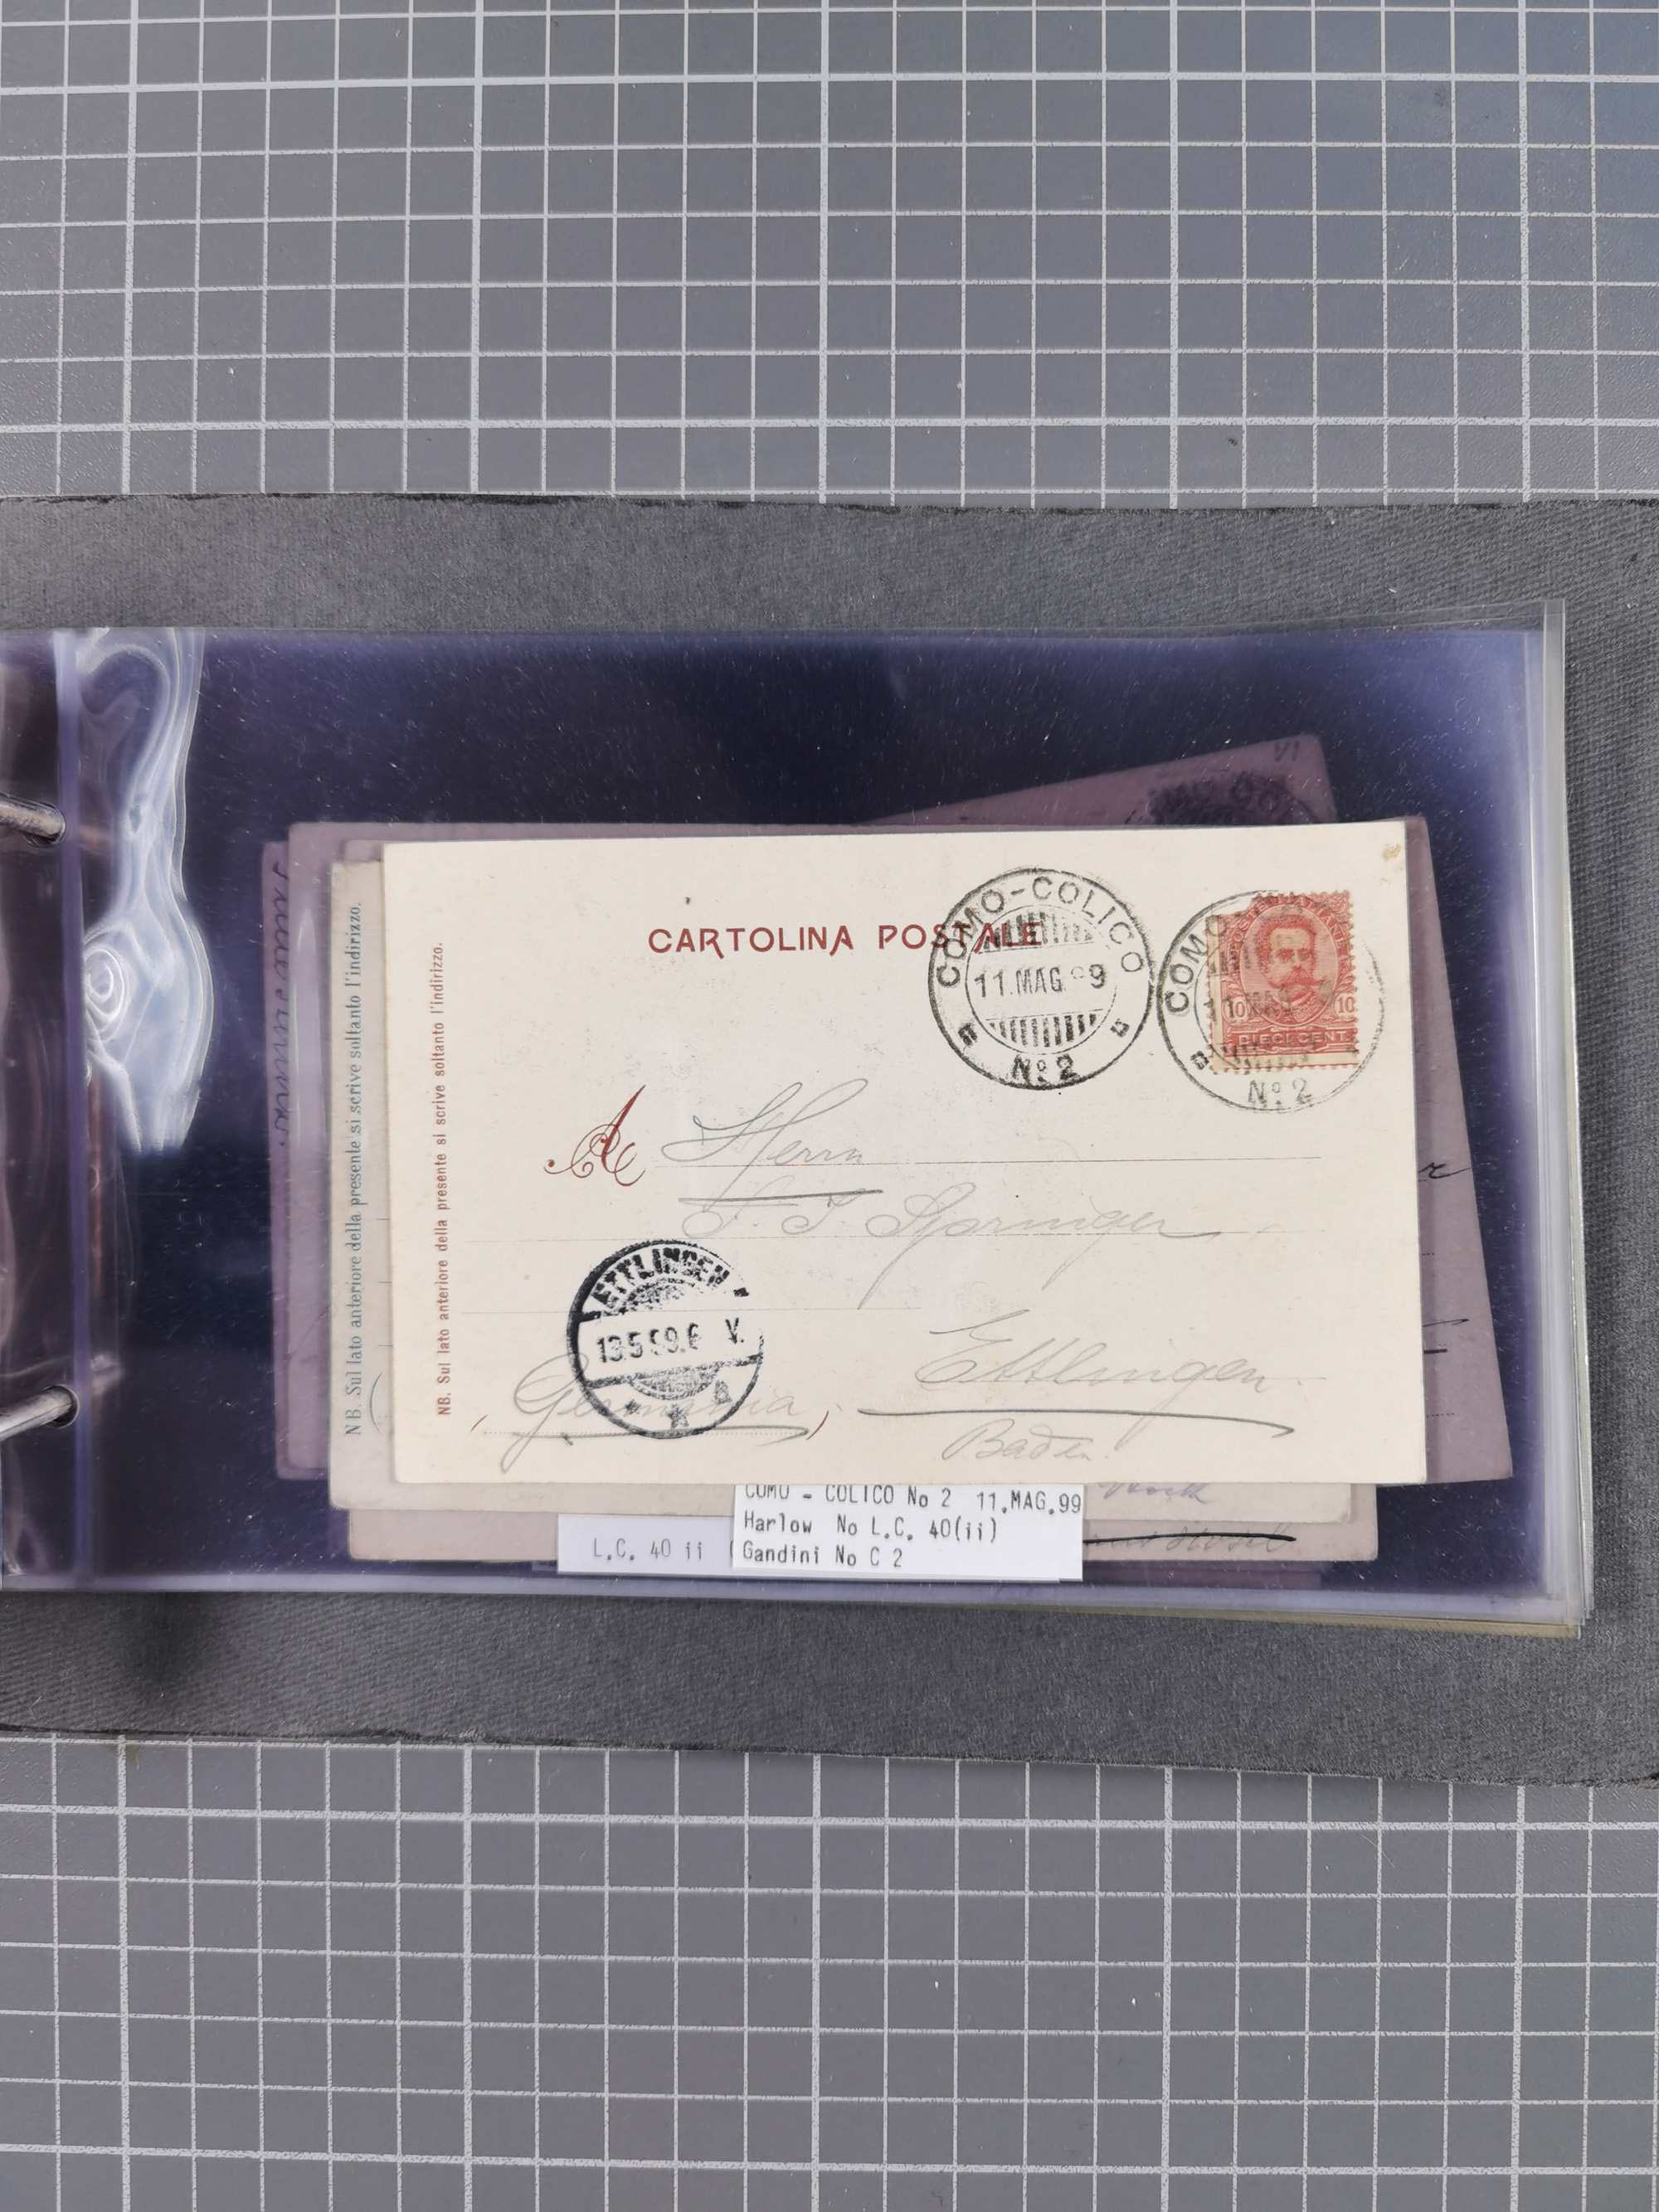 CARTOLINA POSTALE
COMO-COLICO
11.MAG.99
No. 2
COMO
MAG
No. 2
10 10
DIECI CENT
NB. Sul lato anteriore della presente si scrive soltanto l'indirizzo.
NB. Sul lato anteriore della presente si scrive soltanto l'indirizzo.
A Herrn
Springer
ETTLINGEN
13.5.99.6 V.
Ettlingen
(Germania)
Baden.
COMO - COLICO No 2 11.MAG.99
Harlow No L.C. 40(ii)
Gandini No C 2
L.C. 40 ii (